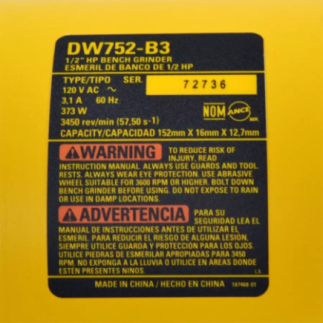 DW752-B3
1/2" HP BENCH GRINDER
ESMERIL DE BANCO DE 1/2 HP
TYPE/TIPO SER. 72736
120 V AC ~
3,1 A 60 Hz
373 W
3450 rev/min (57,50 s-1)
NOM ANCE
CAPACITY/CAPACIDAD 152mm X 16mm X 12,7mm
WARNING TO REDUCE RISK OF
INJURY, READ
INSTRUCTION MANUAL. ALWAYS USE GUARDS AND TOOL
RESTS. ALWAYS WEAR EYE PROTECTION. USE ABRASIVE
WHEEL SUITABLE FOR 3600 RPM OR HIGHER. BOLT DOWN
BENCH GRINDER BEFORE USING. DO NOT EXPOSE TO RAIN
OR USE IN DAMP LOCATIONS.
ADVERTENCIA PARA SU
SEGURIDAD LEA EL
MANUAL DE INSTRUCCIONES ANTES DE UTILIZAR EL
ESMERIL. PARA REDUCIR EL RIESGO DE ALGUNA LESION,
SIEMPRE UTILICE GUARDA Y PROTECCIÓN PARA LOS OJOS.
UTILICE PIEDRAS DE ESMERILAR APROPIADAS PARA 3450
RPM. NO EXPONGA A LA LLUVIA O UTILICE EN AREAS DONDE
ESTEN PRESENTES NINOS.
MADE IN CHINA / HECHO EN CHINA